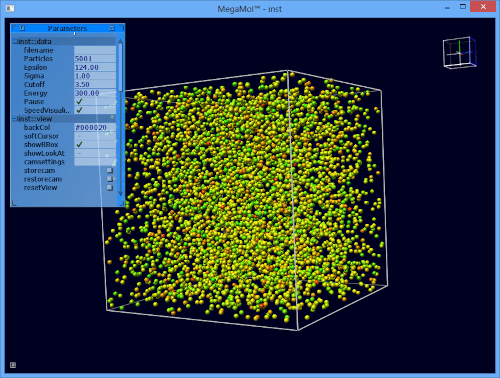 MegaMol™ - inst
Parameters
inst::data
filename
Particles 5001
Epsilon 124.00
Sigma 1.00
Cutoff 3.50
Energy 300.00
Pause
SpeedVisuali..
inst::view
backCol #000020
softCursor
showBBox
showLookAt
camsettings
storecam
restorecam
resetView